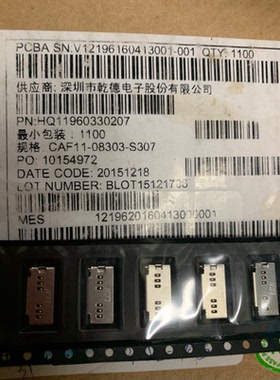 PCBA SN.V12196160413001-001 QTY: 1100
供应商: 深圳市乾德电子股份有限公司
PN:HQ11960330207
最小包装: 1100
规格: CAF11-08303-S307
PO: 10154972
DATE CODE: 20151218
LOT NUMBER: BLOT15121736
MES 1219620160413000001